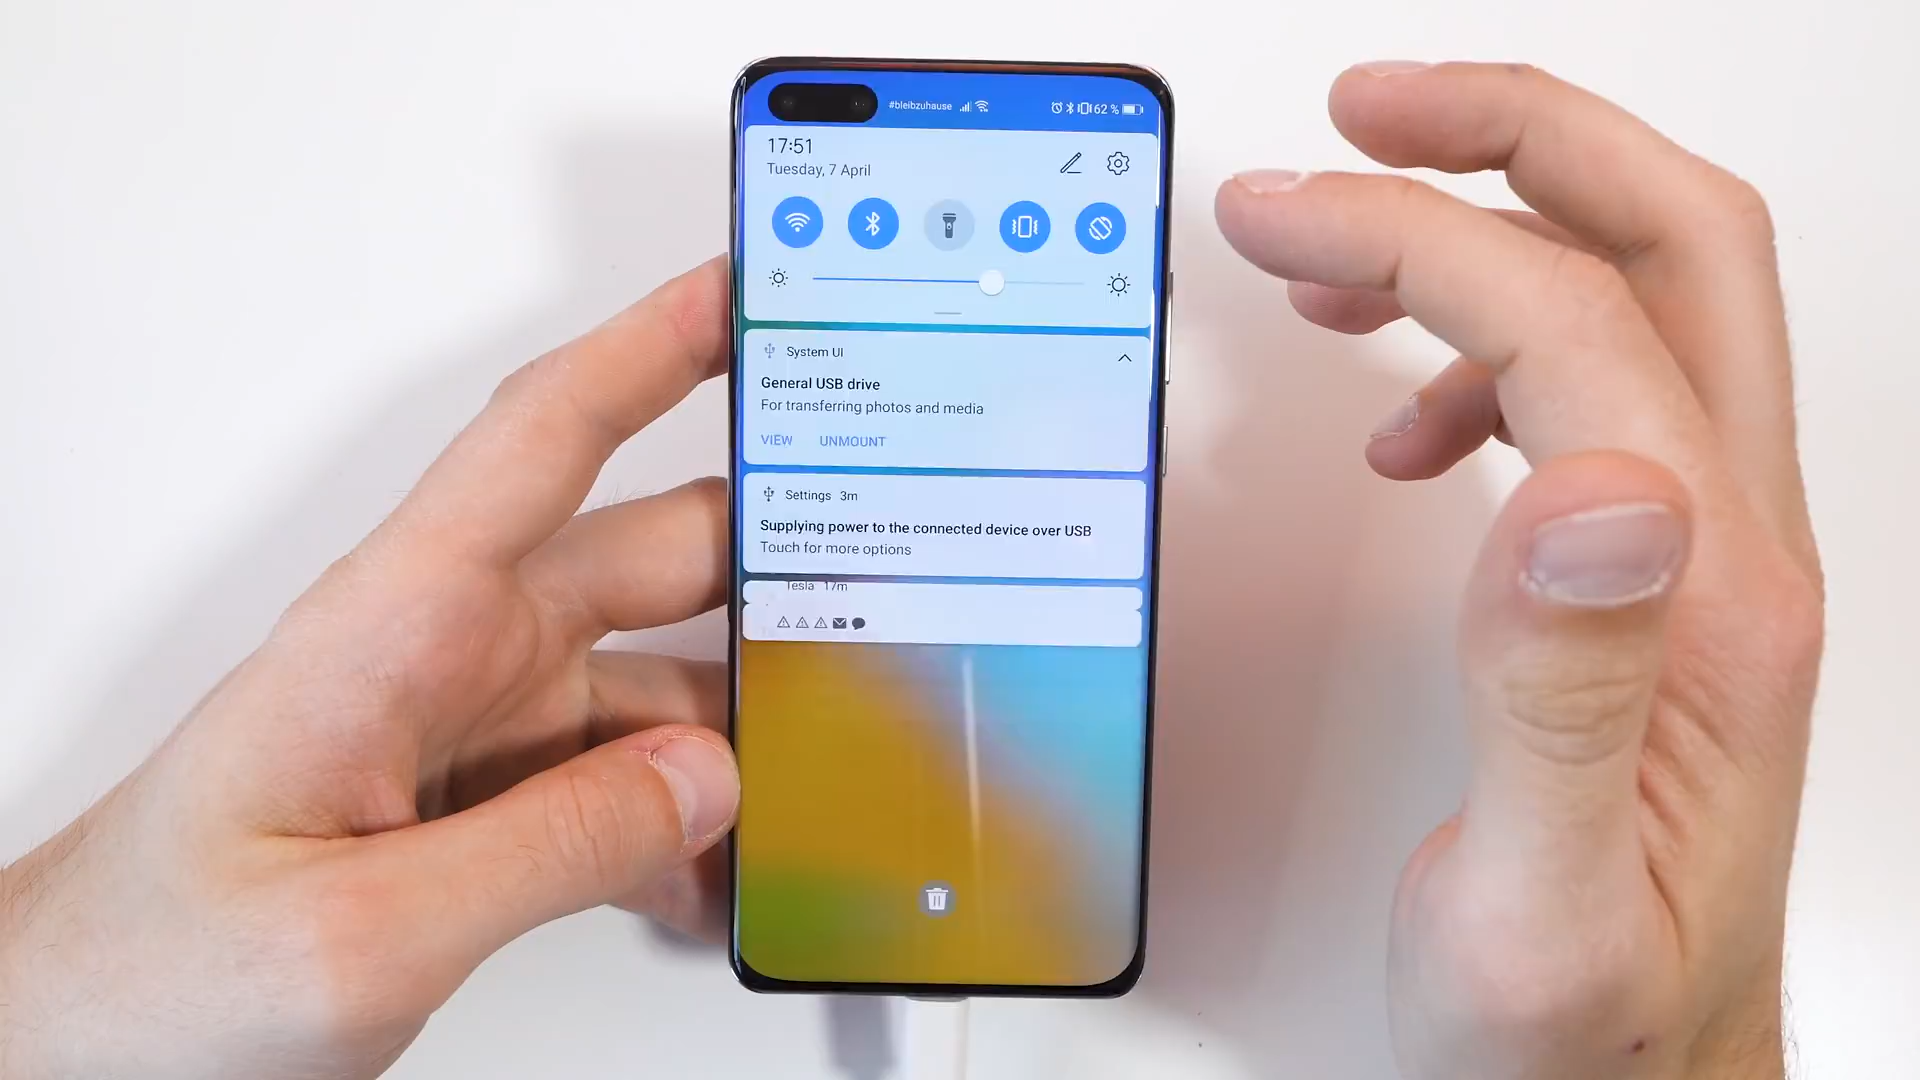 #bleibzuhause
62 %
17:51
Tuesday, 7 April
System UI
General USB drive
For transferring photos and media
VIEW UNMOUNT
Settings 3m
Supplying power to the connected device over USB
Touch for more options
Tesla 17m